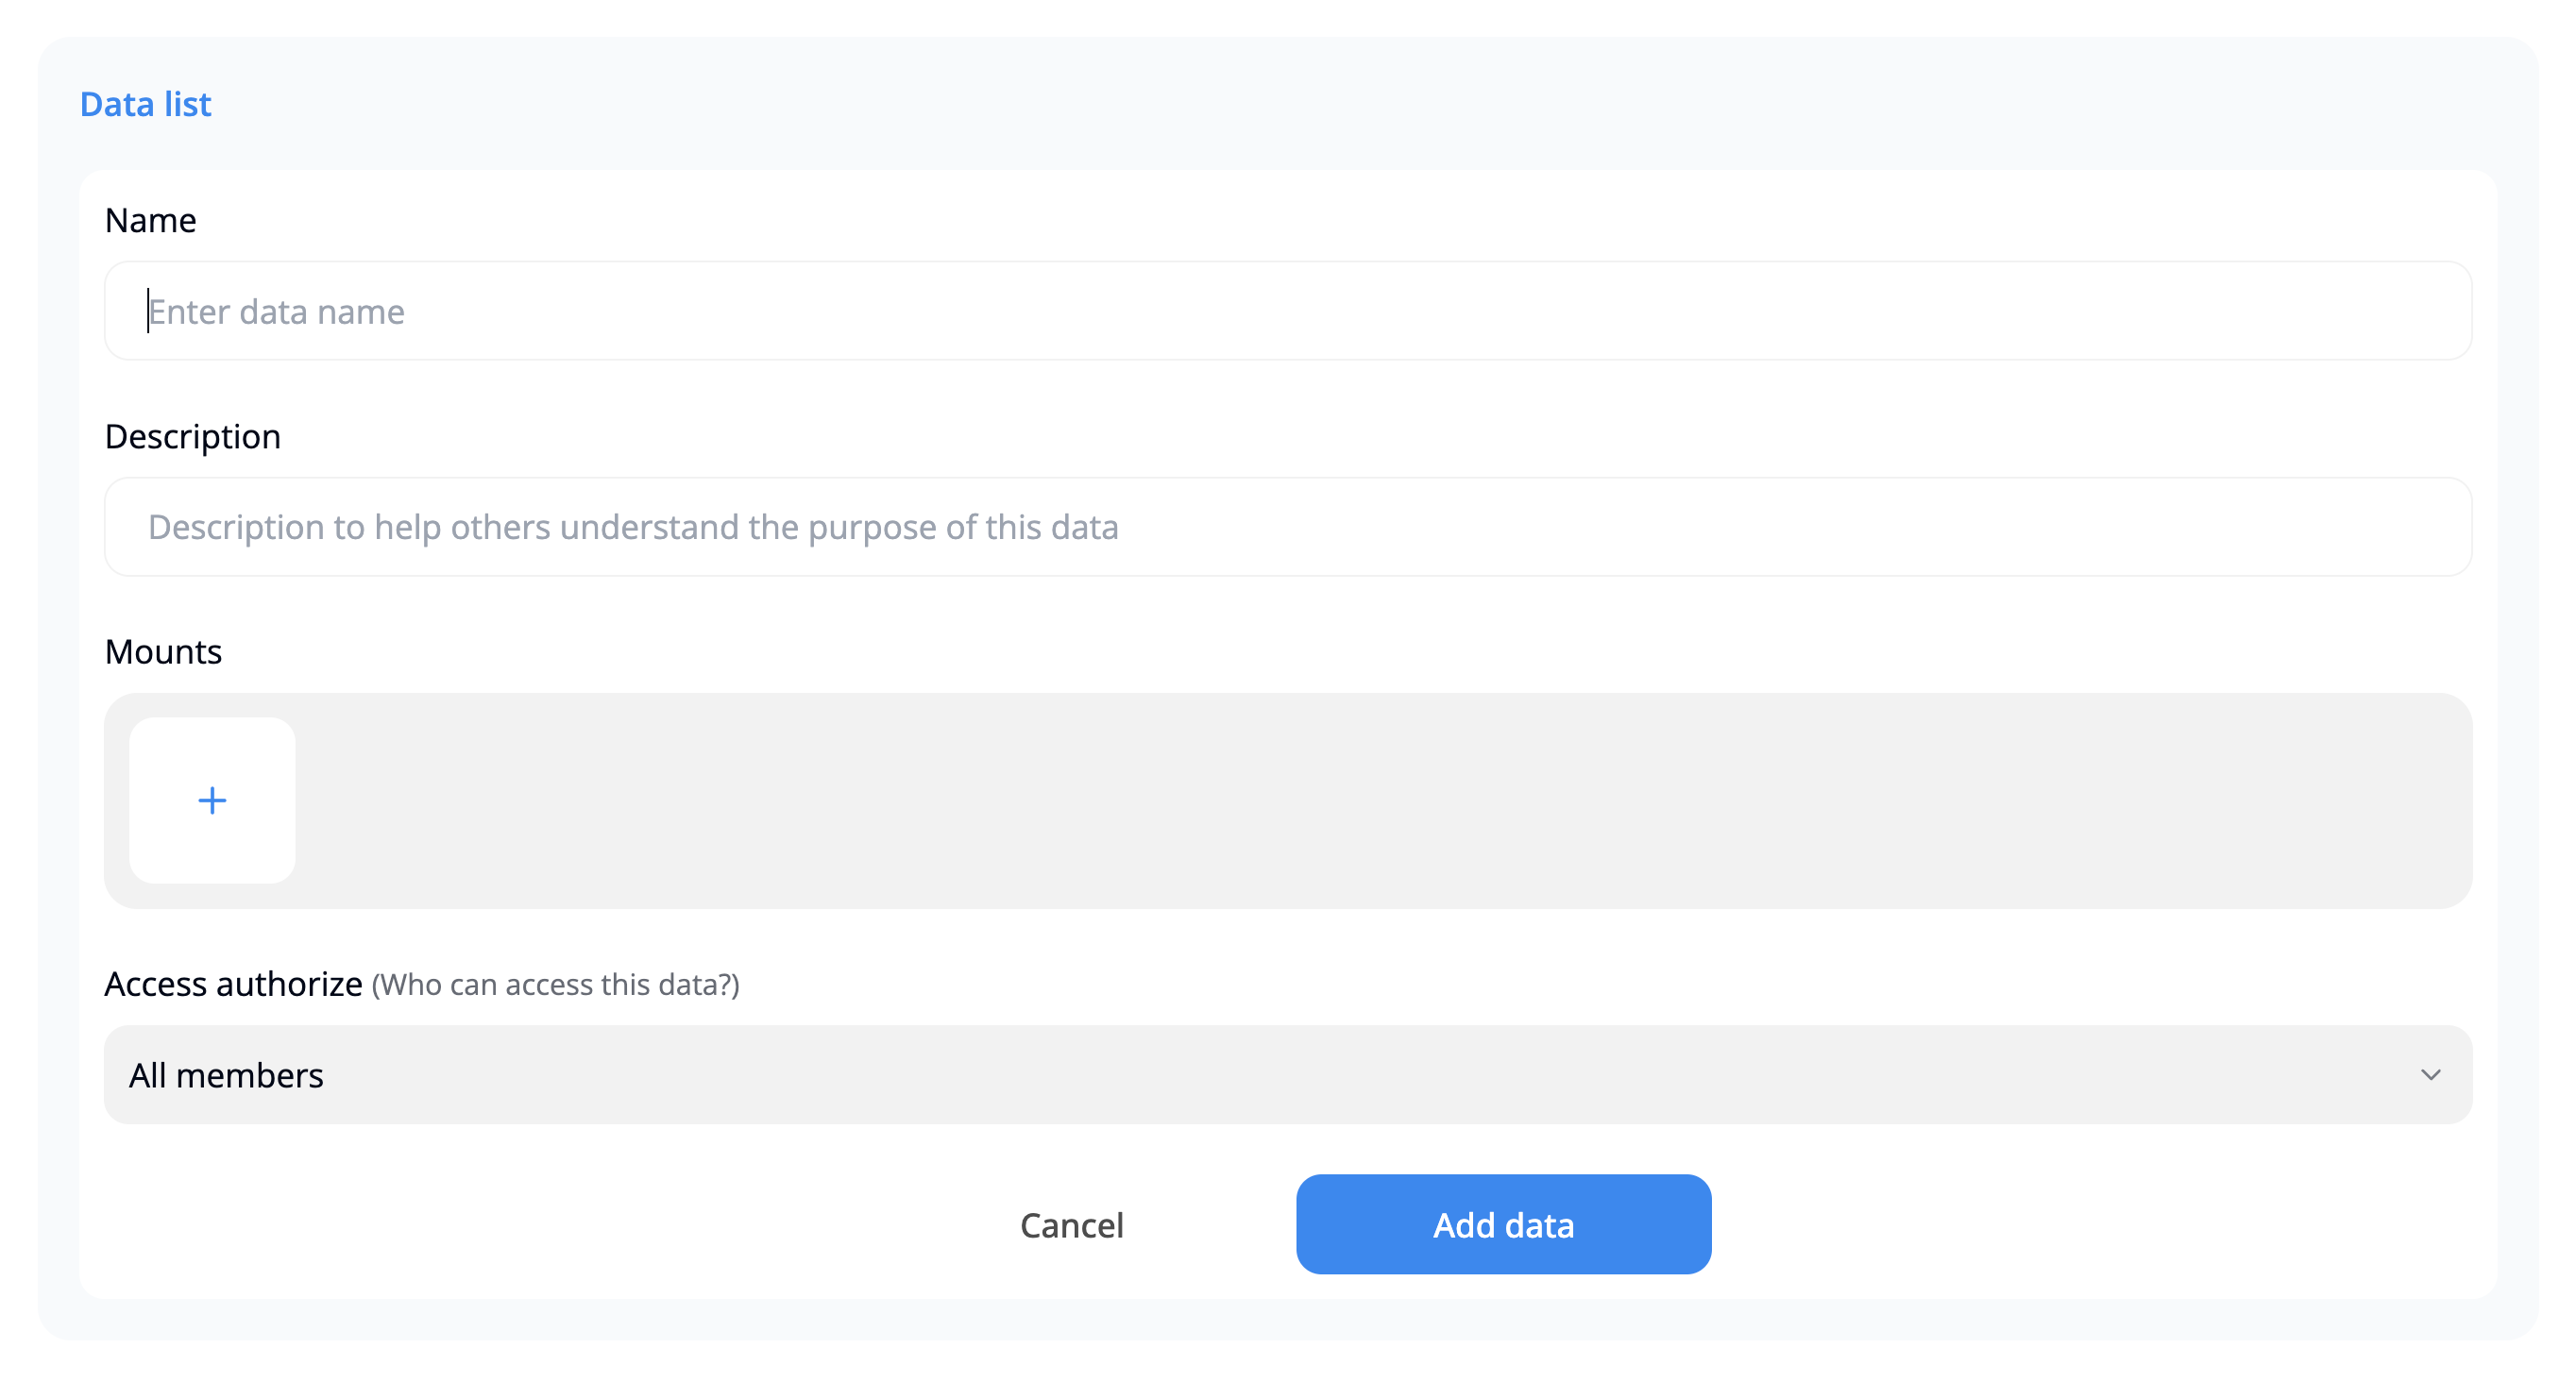 Data list
Name
Enter data name
Description
Description to help others understand the purpose of this data
Mounts
+
Access authorize (Who can access this data?)
All members
Cancel
Add data